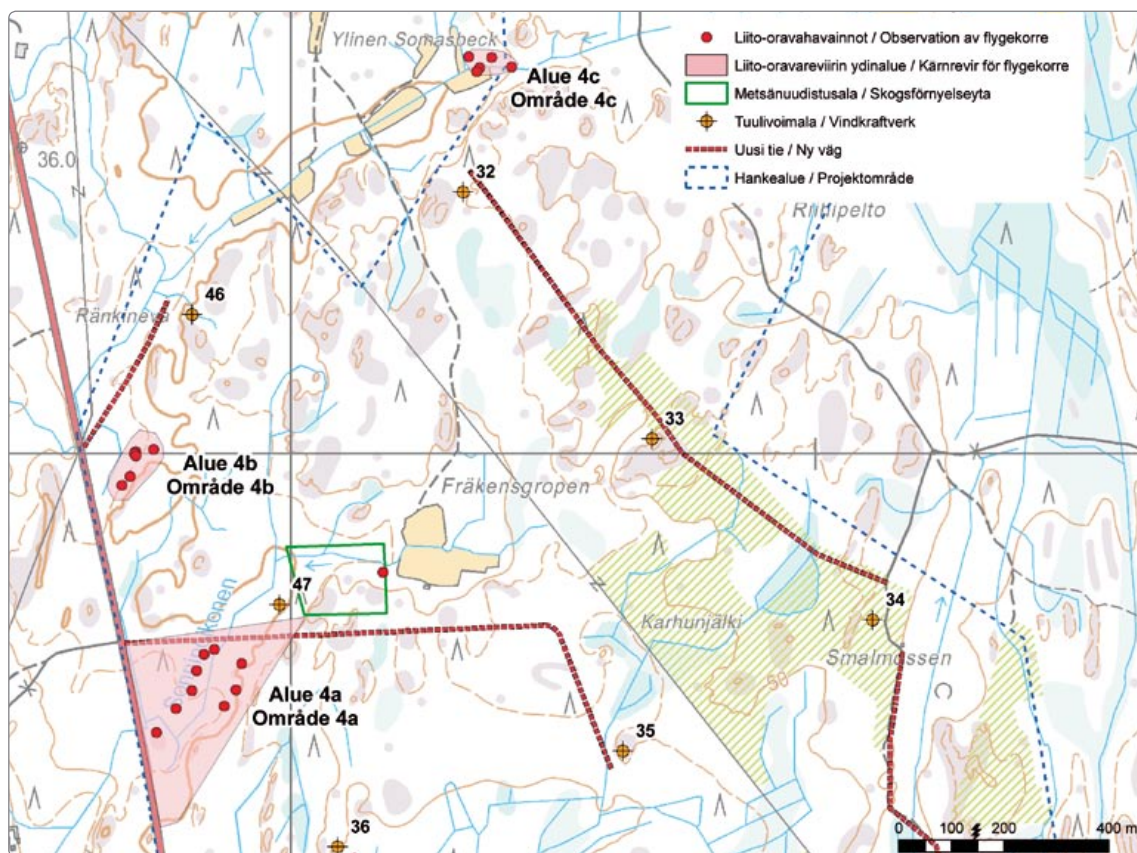 Liito-oravahavainnot / Observation av flygekorre
Liito-oravareviirin ydinalue / Kärnrevir för flygekorre
Metsänuudistusala / Skogsförnyelseyta
Tuulivoimala / Vindkraftverk
Uusi tie / Ny väg
Hankealue / Projektområde
Ylinen Somasbeck
Alue 4c
Område 4c
36.0
32
Riihipelto
46
Ränkineva
33
Alue 4b
Område 4b
Fräkensgropen
47
34
Karhunjälki
Smalmossen
50
Alue 4a
Område 4a
35
36
0 100 200 400 m